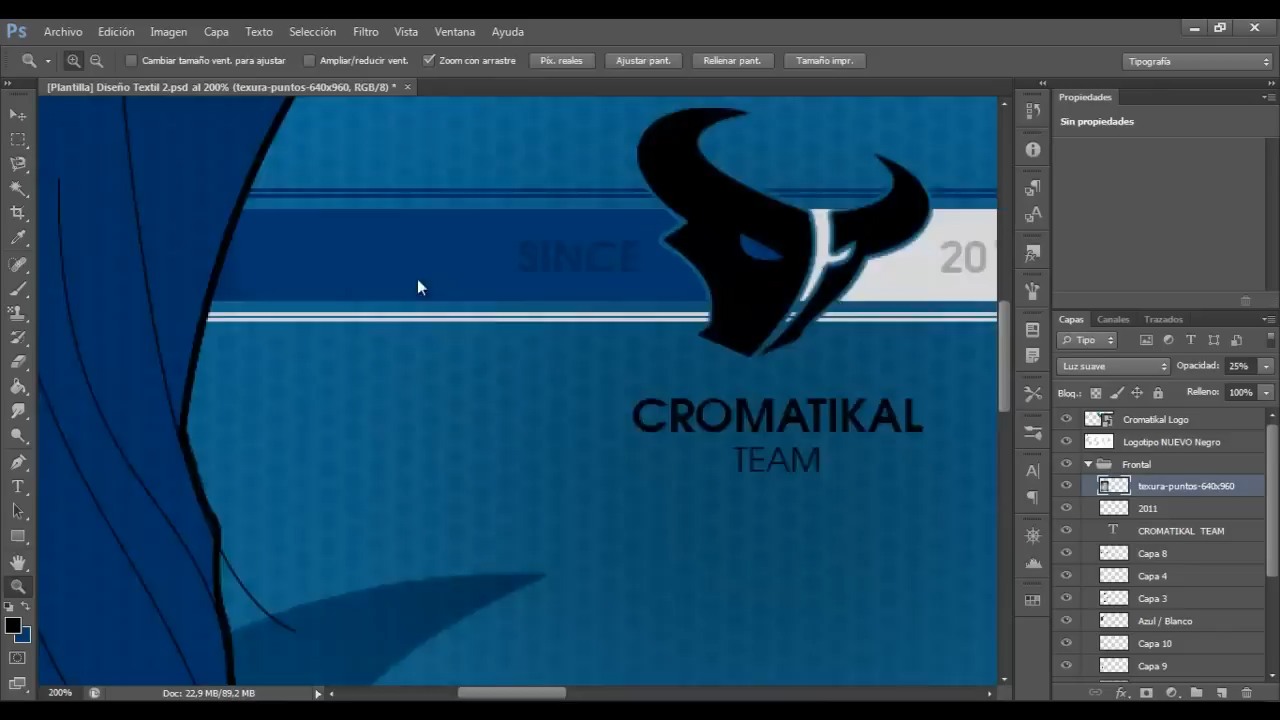 Ps Archivo Edición Imagen Capa Texto Selección Filtro Vista Ventana Ayuda
Cambiar tamaño vent. para ajustar Ampliar/reducir vent. Zoom con arrastre Píx. reales Ajustar pant. Rellenar pant. Tamaño impr. Tipografía
[Plantilla] Diseño Textil 2.psd al 200% (texura-puntos-640x960, RGB/8) *
Propiedades
Sin propiedades
SINCE 20
CROMATIKAL
TEAM
Capas Canales Trazados
Tipo
Luz suave Opacidad: 25%
Bloq.: Relleno: 100%
Cromatikal Logo
Logotipo NUEVO Negro
Frontal
texura-puntos-640x960
2011
CROMATIKAL TEAM
Capa 8
Capa 4
Capa 3
Azul / Blanco
Capa 10
Capa 9
200% Doc: 22,9 MB/89,2 MB